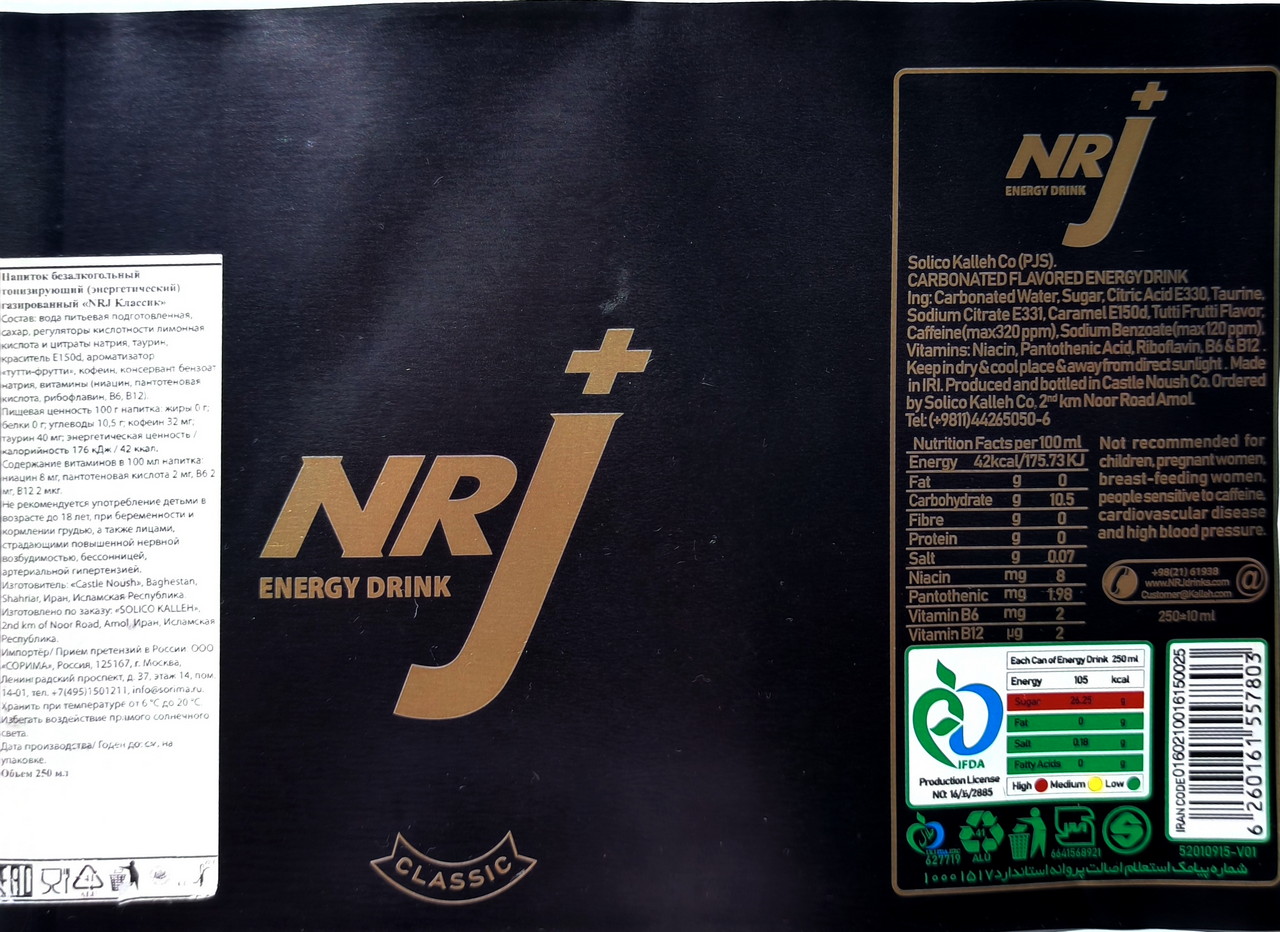 Напиток безалкогольный
тонизирующий (энергетический)
газированный «NRJ Классик»
Состав: вода питьевая подготовленная,
сахар, регуляторы кислотности лимонная
кислота и цитраты натрия, таурин,
краситель Е150d, ароматизатор
«тутти-фрутти», кофеин, консервант бензоат
натрия, витамины (ниацин, пантотеновая
кислота, рибофлавин, В6, В12).
Пищевая ценность 100 г напитка: жиры 0 г;
белки 0 г; углеводы 10,5 г; кофеин 32 мг;
таурин 40 мг; энергетическая ценность /
калорийность 176 кДж / 42 ккал.
Содержание витаминов в 100 мл напитка:
ниацин 8 мг, пантотеновая кислота 2 мг, В6 2
мг, В12 2 мкг.
Не рекомендуется употребление детьми в
возрасте до 18 лет, при беременности и
кормлении грудью, а также лицами,
страдающими повышенной нервной
возбудимостью, бессонницей,
артериальной гипертензией.
Изготовитель: «Castle Noush», Baghestan,
Shahriar, Иран, Исламская Республика.
Изготовлено по заказу: «SOLICO KALLEH»,
2nd km of Noor Road, Amol, Иран, Исламская
Республика.
Импортёр/ Прием претензий в России: ООО
«СОРИМА», Россия, 125167, г. Москва,
Ленинградский проспект, д. 37, этаж 14, пом.
14-01, тел. +7(495)1501211, info@sorima.ru.
Хранить при температуре от 6 °С до 20 °С.
Избегать воздействие прямого солнечного
света.
Дата производства/ Годен до: см. на
упаковке.
Объем 250 мл
EAC
NRJ+
ENERGY DRINK
CLASSIC
NRJ+
ENERGY DRINK
Solico Kalleh Co (PJS).
CARBONATED FLAVORED ENERGY DRINK
Ing: Carbonated Water, Sugar, Citric Acid E330, Taurine,
Sodium Citrate E331, Caramel E150d, Tutti Frutti Flavor,
Caffeine(max320 ppm), Sodium Benzoate(max 120 ppm),
Vitamins: Niacin, Pantothenic Acid, Riboflavin, B6 & B12 .
Keep in dry & cool place & away from direct sunlight . Made
in IRI. Produced and bottled in Castle Noush Co. Ordered
by Solico Kalleh Co, 2nd km Noor Road Amol.
Tel: (+9811)44265050-6
Nutrition Facts per 100 ml
Energy 42kcal/175.73 KJ
Fat g 0
Carbohydrate g 10.5
Fibre g 0
Protein g 0
Salt g 0.07
Niacin mg 8
Pantothenic mg 1.98
Vitamin B6 mg 2
Vitamin B12 µg 2
Not recommended for
children, pregnant women,
breast-feeding women,
people sensitive to caffeine,
cardiovascular disease
and high blood pressure.
+98(21) 61938
www.NRJdrinks.com
Customer@Kalleh.com
250±10 ml
IFDA
Production License
Each Can of Energy Drink 250 ml
Energy 105 kcal
Sugar 26.25 g
Fat 0 g
Salt 0.18 g
Fatty Acids 0 g
High Medium Low
IRAN CODE 0160210016150025
6 260161 557803
627719
41
ALU
6641568921
52010915-V01
شماره پیامک استعلام اصالت پروانه استاندارد ۱۰۰۰۱۵۱۷